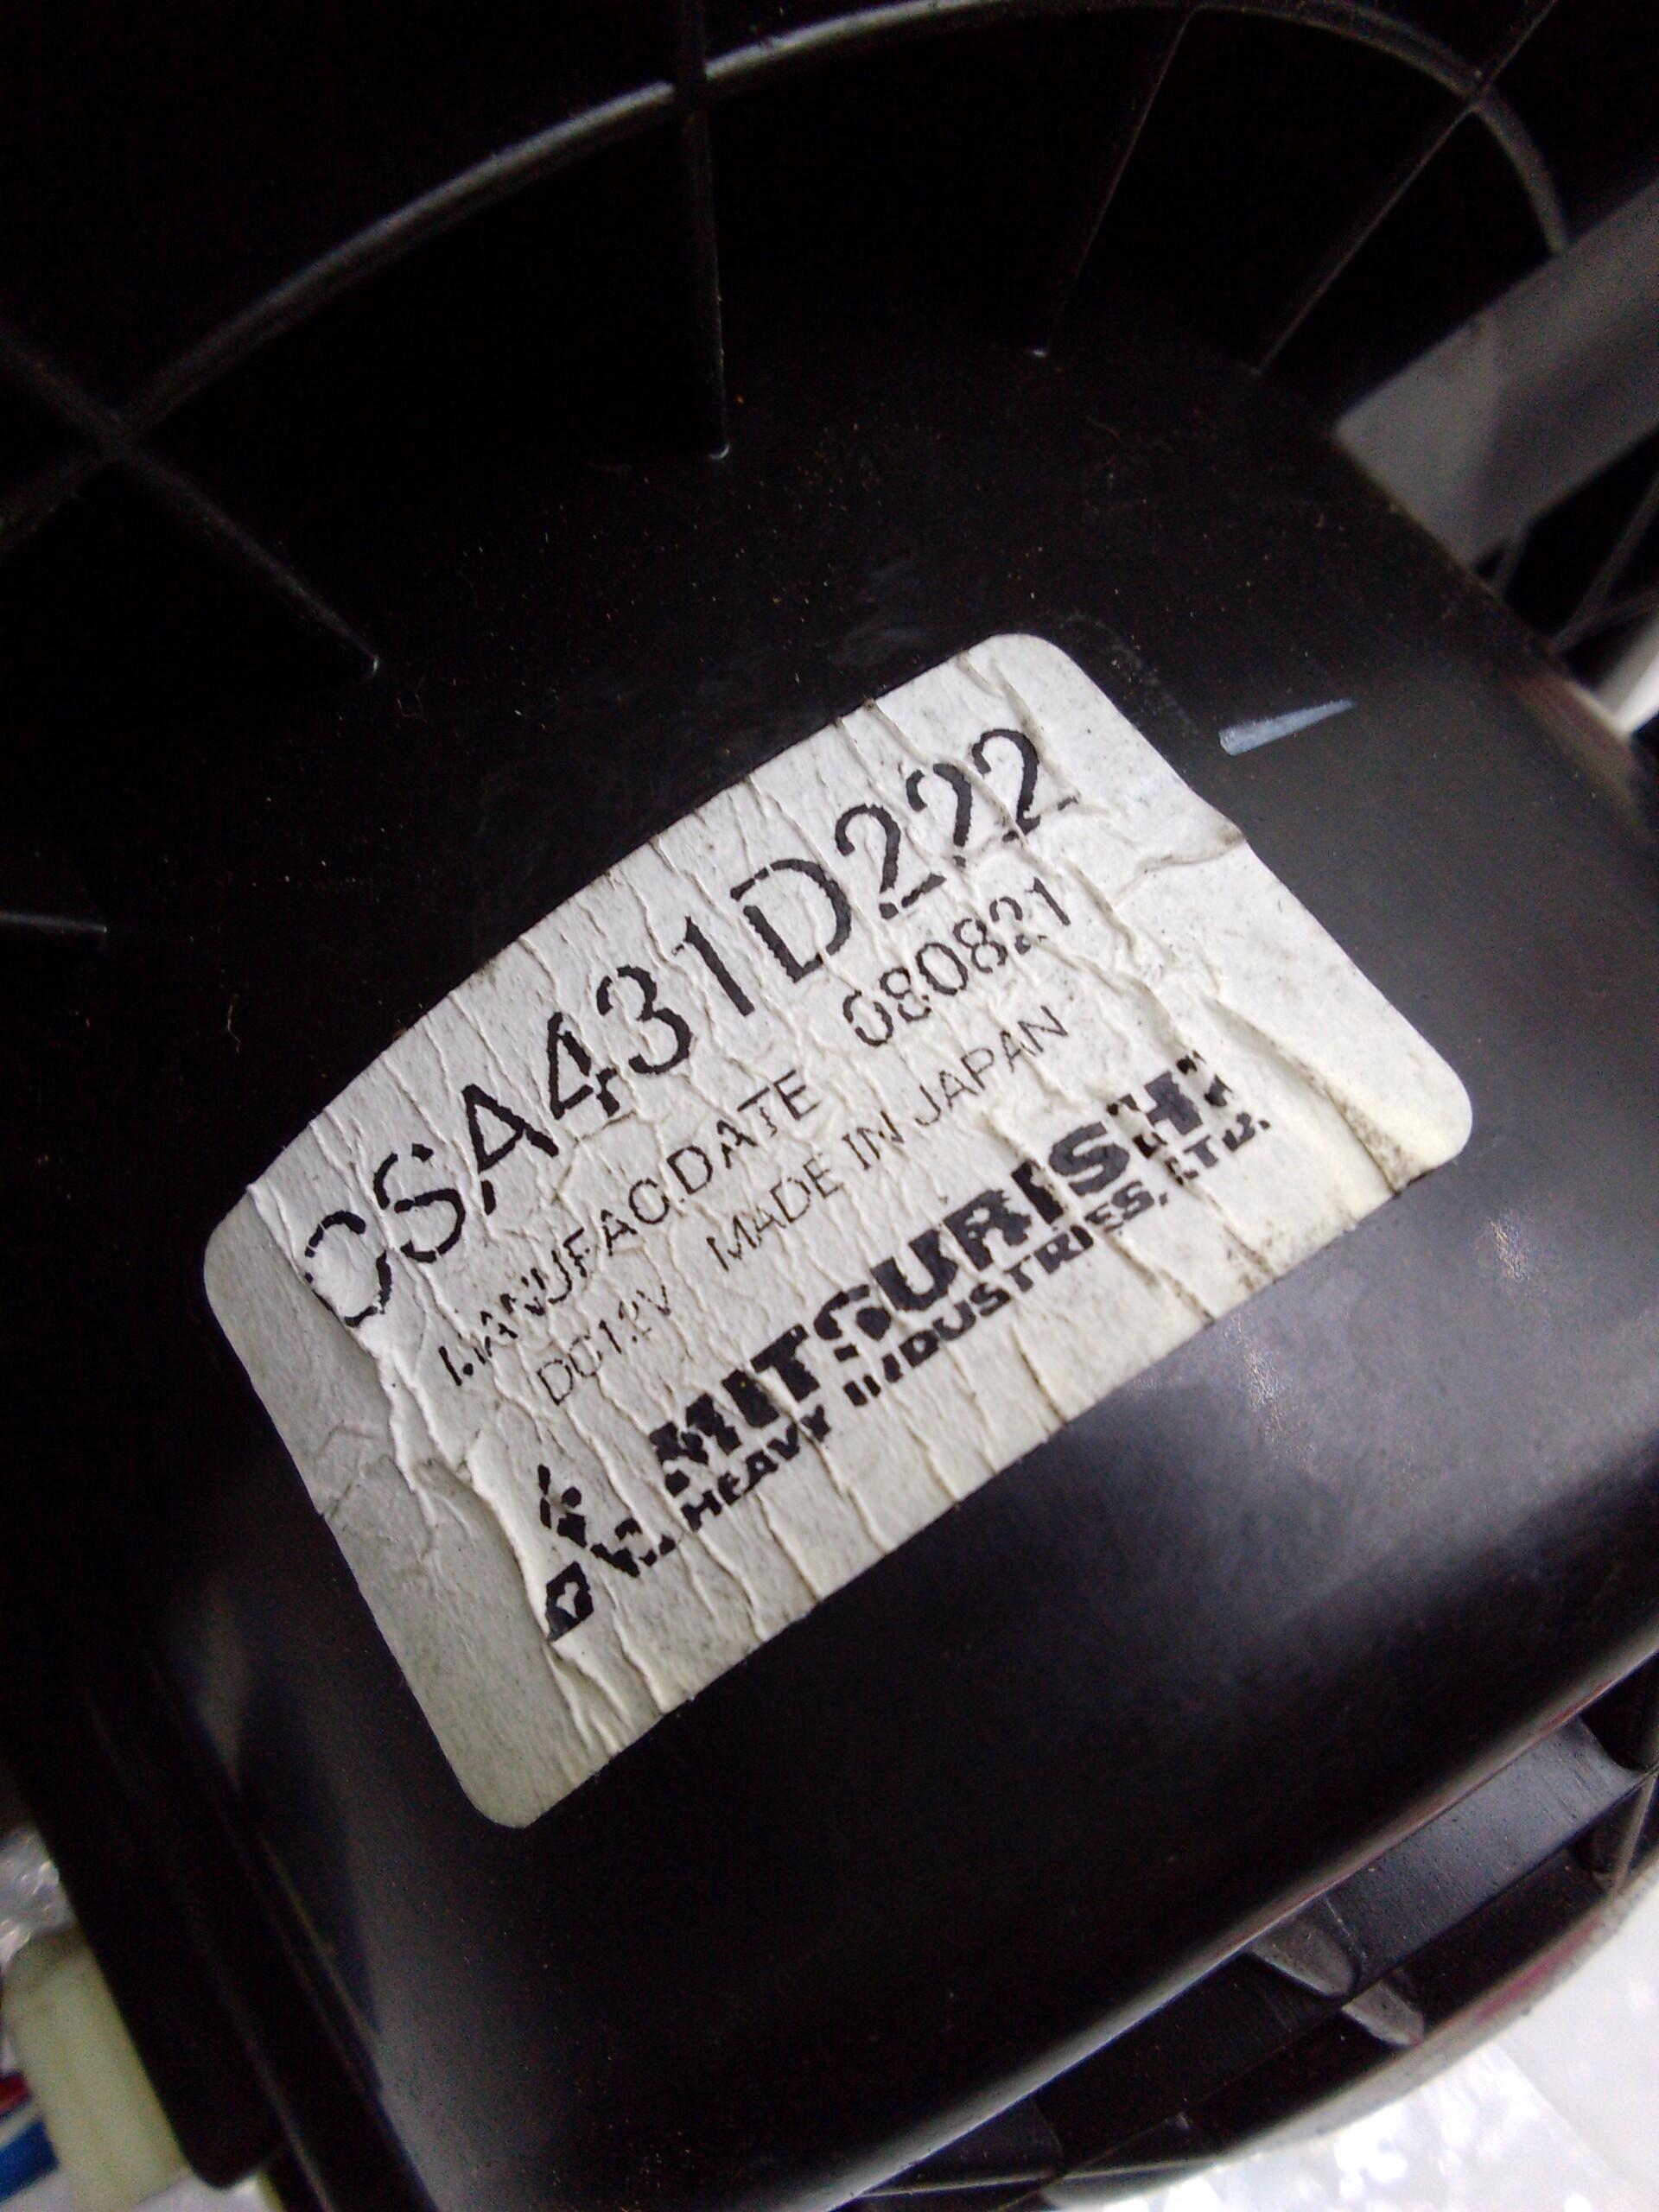 CSA431D222
MANUFAC.DATE 080821
DC12V MADE IN JAPAN
MITSUBISHI
HEAVY INDUSTRIES, LTD.